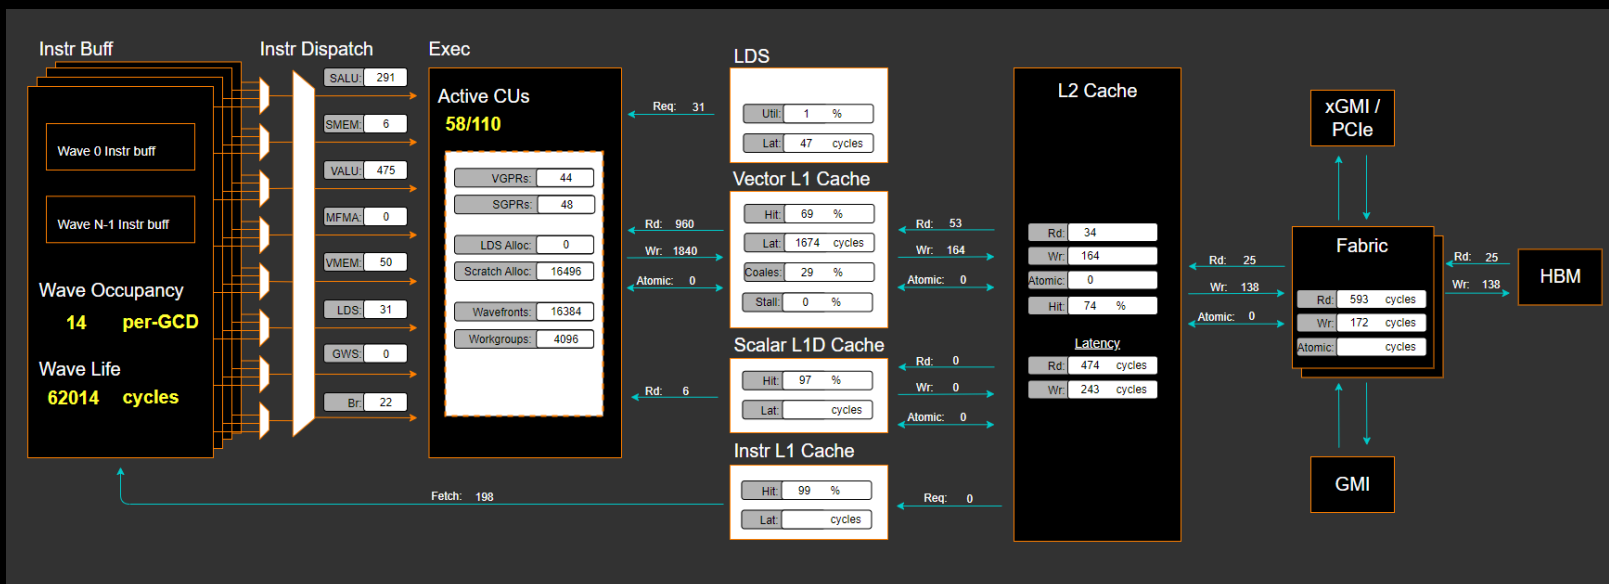 Instr Buff
Wave 0 Instr buff
Wave N-1 Instr buff
Wave Occupancy
14 per-GCD
Wave Life
62014 cycles
Instr Dispatch
SALU: 291
SMEM: 6
VALU: 475
MFMA: 0
VMEM: 50
LDS: 31
GWS: 0
Br: 22
Exec
Active CUs
58/110
VGPRs: 44
SGPRs: 48
LDS Alloc: 0
Scratch Alloc: 16496
Wavefronts: 16384
Workgroups: 4096
Req: 31
Rd: 960
Wr: 1840
Atomic: 0
Rd: 6
Fetch: 198
LDS
Util: 1 %
Lat: 47 cycles
Vector L1 Cache
Hit: 69 %
Lat: 1674 cycles
Coales: 29 %
Stall: 0 %
Scalar L1D Cache
Hit: 97 %
Lat: cycles
Instr L1 Cache
Hit: 99 %
Lat: cycles
Rd: 53
Wr: 164
Atomic: 0
Rd: 0
Wr: 0
Atomic: 0
Req: 0
L2 Cache
Rd: 34
Wr: 164
Atomic: 0
Hit: 74 %
Latency
Rd: 474 cycles
Wr: 243 cycles
Rd: 25
Wr: 138
Atomic: 0
xGMI /
PCIe
Fabric
Rd: 593 cycles
Wr: 172 cycles
Atomic: cycles
GMI
Rd: 25
Wr: 138
HBM